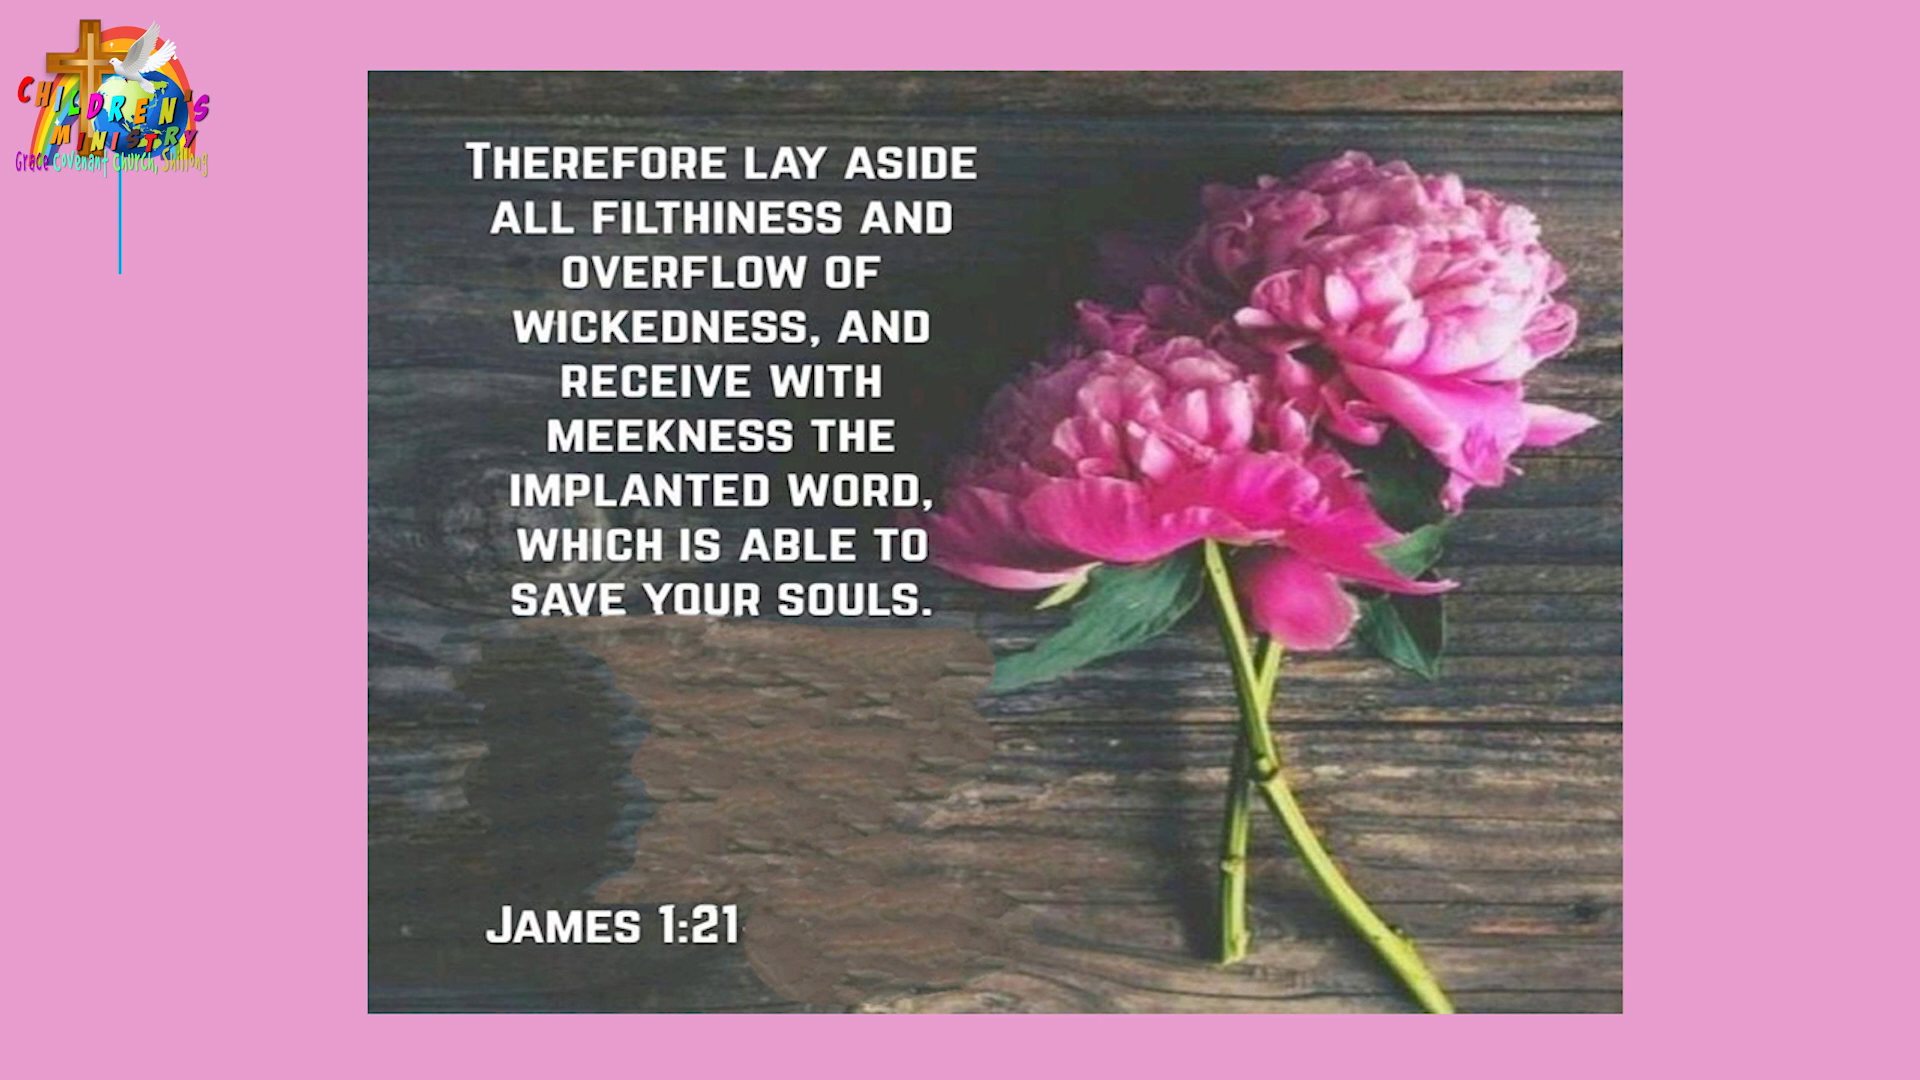 CHILDREN'S
MINISTRY
Grace Covenant Church, Shillong
THEREFORE LAY ASIDE
ALL FILTHINESS AND
OVERFLOW OF
WICKEDNESS, AND
RECEIVE WITH
MEEKNESS THE
IMPLANTED WORD,
WHICH IS ABLE TO
SAVE YOUR SOULS.
JAMES 1:21